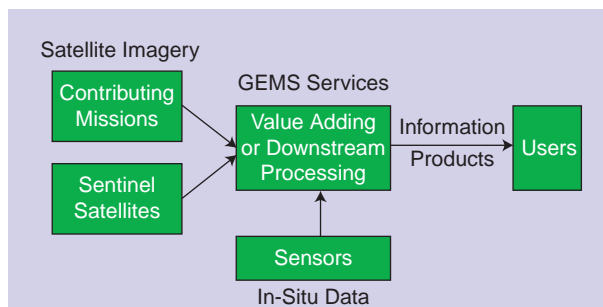 Satellite Imagery
Contributing
Missions
Sentinel
Satellites
GEMS Services
Value Adding
or Downstream
Processing
Sensors
In-Situ Data
Information
Products
Users